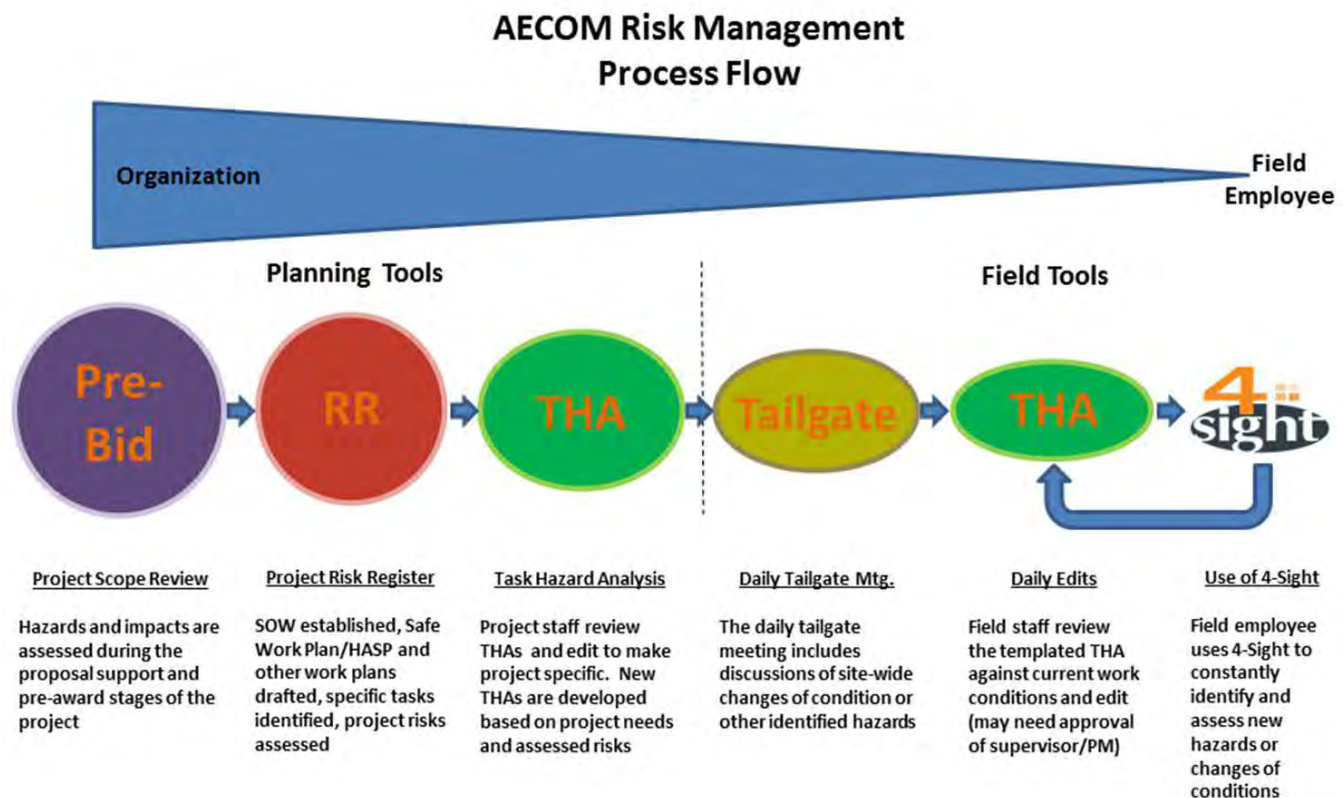 AECOM Risk Management
Process Flow
Organization
Field
Employee
Planning Tools
Field Tools
Pre-
Bid
RR
THA
Tailgate
THA
4
sight
Project Scope Review
Hazards and impacts are
assessed during the
proposal support and
pre-award stages of the
project
Project Risk Register
SOW established, Safe
Work Plan/HASP and
other work plans
drafted, specific tasks
identified, project risks
assessed
Task Hazard Analysis
Project staff review
THAs and edit to make
project specific. New
THAs are developed
based on project needs
and assessed risks
Daily Tailgate Mtg.
The daily tailgate
meeting includes
discussions of site-wide
changes of condition or
other identified hazards
Daily Edits
Field staff review
the templated THA
against current work
conditions and edit
(may need approval
of supervisor/PM)
Use of 4-Sight
Field employee
uses 4-Sight to
constantly
identify and
assess new
hazards or
changes of
conditions